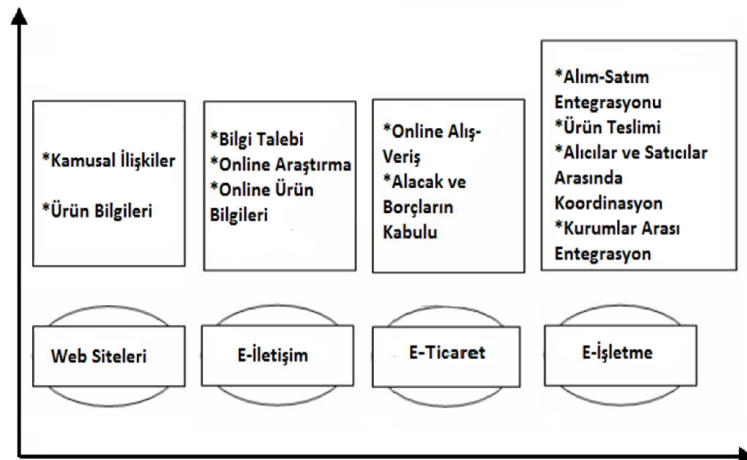 *Kamusal İlişkiler
*Ürün Bilgileri
*Bilgi Talebi
*Online Araştırma
*Online Ürün
Bilgileri
*Online Alış-
Veriş
*Alacak ve
Borçların
Kabulu
*Alım-Satım
Entegrasyonu
*Ürün Teslimi
*Alıcılar ve Satıcılar
Arasında
Koordinasyon
*Kurumlar Arası
Entegrasyon
Web Siteleri
E-İletişim
E-Ticaret
E-İşletme